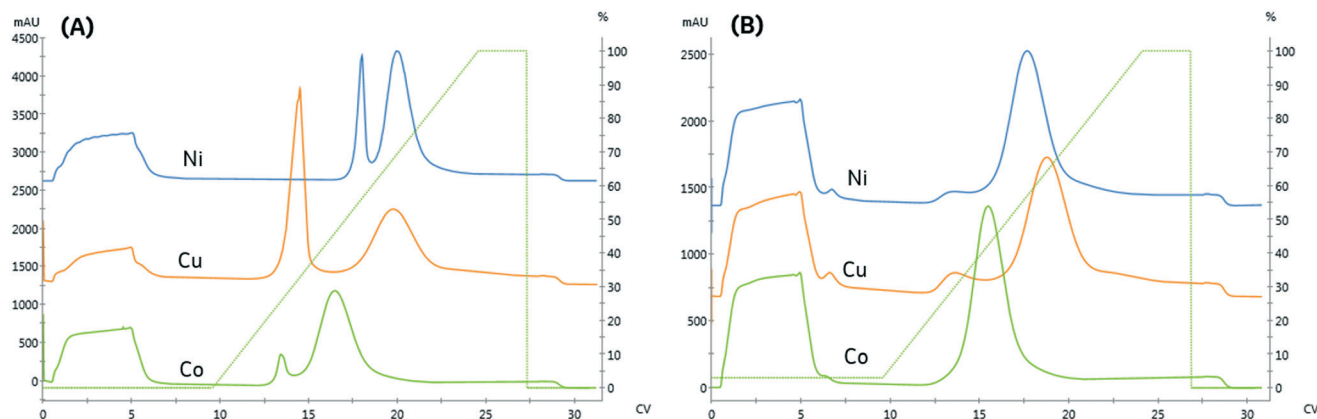 mAU (A) %
4500
4000 100
3500 90
3000 80
2500 70
2000 60
1500 50
1000 40
500 30
0 20
10
0
Ni
Cu
Co
0 5 10 15 20 25 30 CV
mAU (B) %
2500 100
2000 90
1500 80
1000 70
500 60
0 50
40
30
20
10
0
Ni
Cu
Co
0 5 10 15 20 25 30 CV